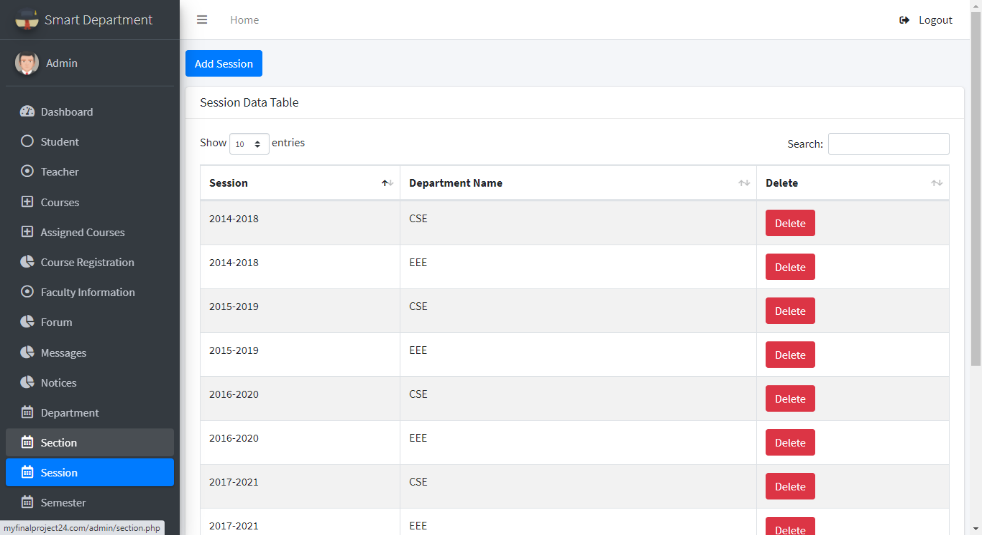 Smart Department
Home
Logout
Admin
Add Session
Dashboard
Student
Teacher
Courses
Assigned Courses
Course Registration
Faculty Information
Forum
Messages
Notices
Department
Section
Session
Semester
myfinalproject24.com/admin/section.php
Session Data Table
Show 10 entries
Search:
Session Department Name Delete
2014-2018 CSE Delete
2014-2018 EEE Delete
2015-2019 CSE Delete
2015-2019 EEE Delete
2016-2020 CSE Delete
2016-2020 EEE Delete
2017-2021 CSE Delete
2017-2021 EEE Delete